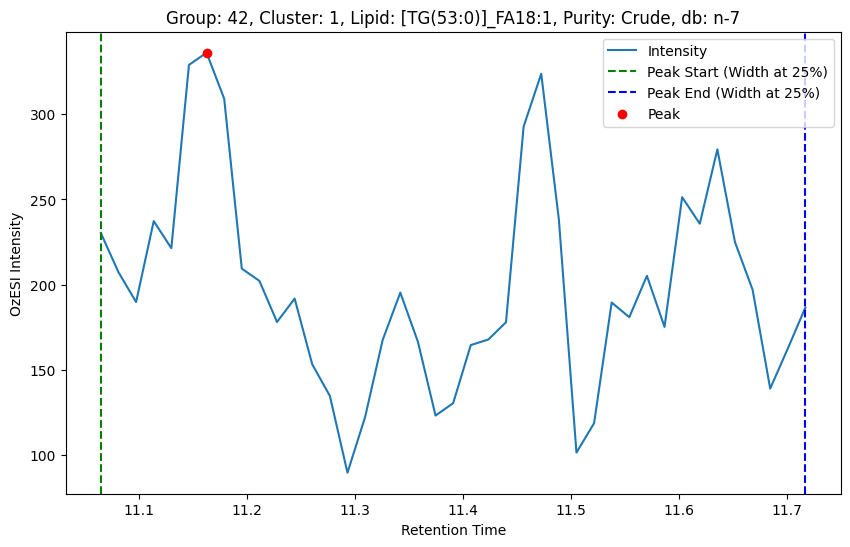 Group: 42, Cluster: 1, Lipid: [TG(53:0)]_FA18:1, Purity: Crude, db: n-7
Intensity
Peak Start (Width at 25%)
Peak End (Width at 25%)
Peak
OzESI Intensity
300
250
200
150
100
11.1 11.2 11.3 11.4 11.5 11.6 11.7
Retention Time